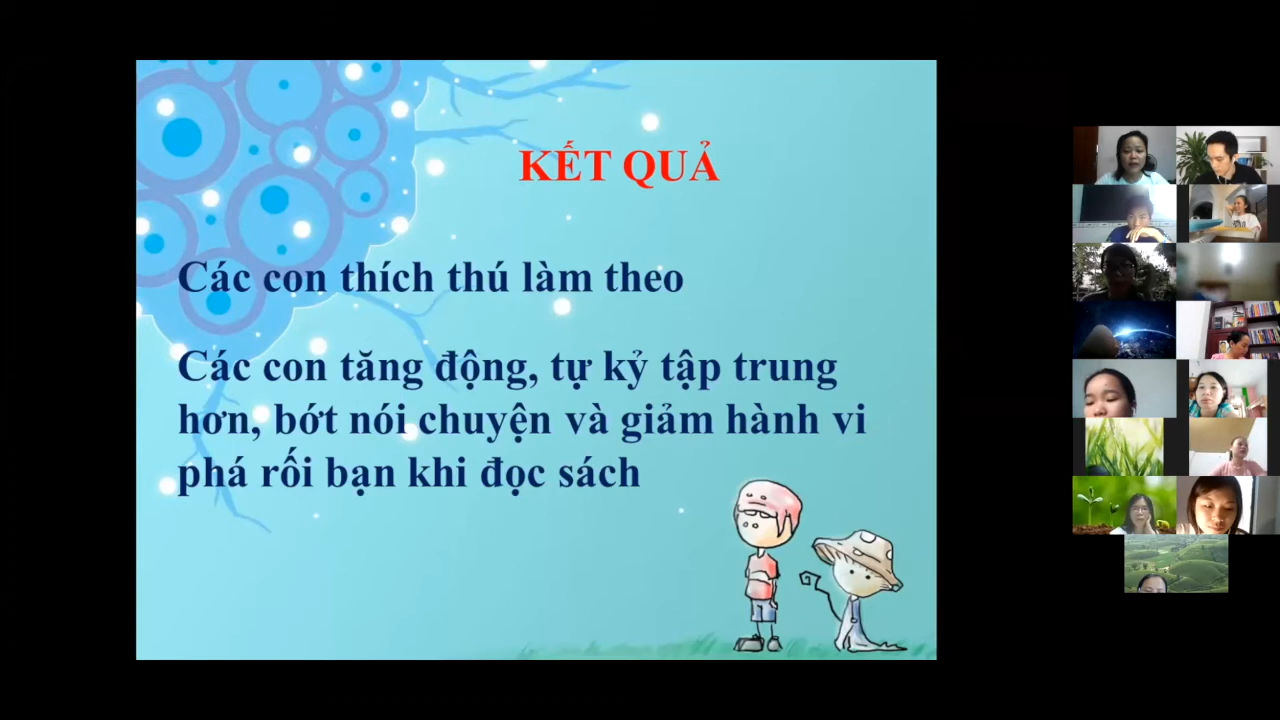 KẾT QUẢ
Các con thích thú làm theo
Các con tăng động, tự kỷ tập trung
hơn, bớt nói chuyện và giảm hành vi
phá rối bạn khi đọc sách